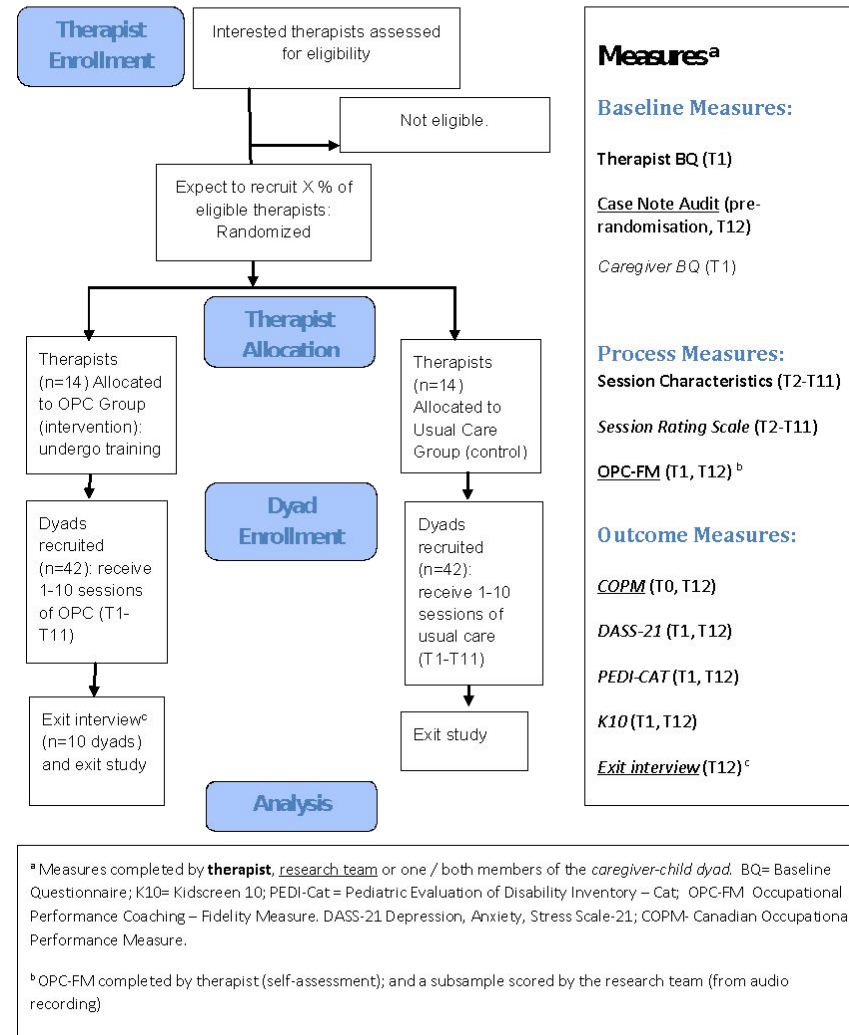 Therapist
Enrollment
Interested therapists assessed
for eligibility
Not eligible.
Expect to recruit X % of
eligible therapists:
Randomized
Therapist
Allocation
Therapists
(n=14) Allocated
to OPC Group
(intervention):
undergo training
Therapists
(n=14)
Allocated to
Usual Care
Group (control)
Dyad
Enrollment
Dyads
recruited
(n=42): receive
1-10 sessions
of OPC (T1-
T11)
Dyads
recruited
(n=42):
receive 1-10
sessions of
usual care
(T1-T11)
Exit interviewᶜ
(n=10 dyads)
and exit study
Exit study
Analysis
Measuresᵃ
Baseline Measures:
Therapist BQ (T1)
Case Note Audit (pre-
randomisation, T12)
Caregiver BQ (T1)
Process Measures:
Session Characteristics (T2-T11)
Session Rating Scale (T2-T11)
OPC-FM (T1, T12) ᵇ
Outcome Measures:
COPM (T0, T12)
DASS-21 (T1, T12)
PEDI-CAT (T1, T12)
K10 (T1, T12)
Exit interview (T12) ᶜ
ᵃ Measures completed by therapist, research team or one / both members of the caregiver-child dyad. BQ= Baseline
Questionnaire; K10= Kidscreen 10; PEDI-Cat = Pediatric Evaluation of Disability Inventory – Cat; OPC-FM Occupational
Performance Coaching – Fidelity Measure. DASS-21 Depression, Anxiety, Stress Scale-21; COPM- Canadian Occupationa
Performance Measure.
ᵇ OPC-FM completed by therapist (self-assessment); and a subsample scored by the research team (from audio
recording)